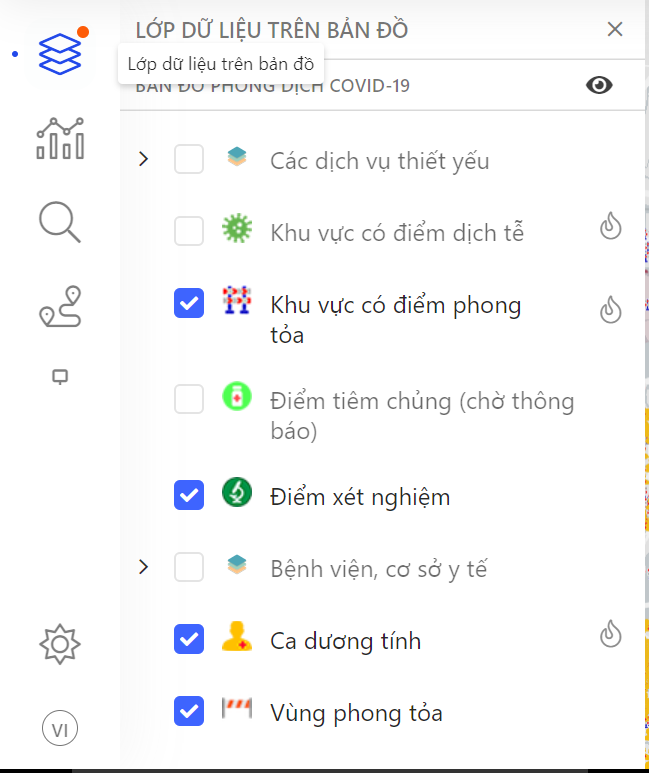 LỚP DỮ LIỆU TRÊN BẢN ĐỒ
Lớp dữ liệu trên bản đồ
BẢN ĐỒ PHÒNG DỊCH COVID-19
Các dịch vụ thiết yếu
Khu vực có điểm dịch tễ
Khu vực có điểm phong
tỏa
Điểm tiêm chủng (chờ thông
báo)
Điểm xét nghiệm
Bệnh viện, cơ sở y tế
Ca dương tính
Vùng phong tỏa
VI